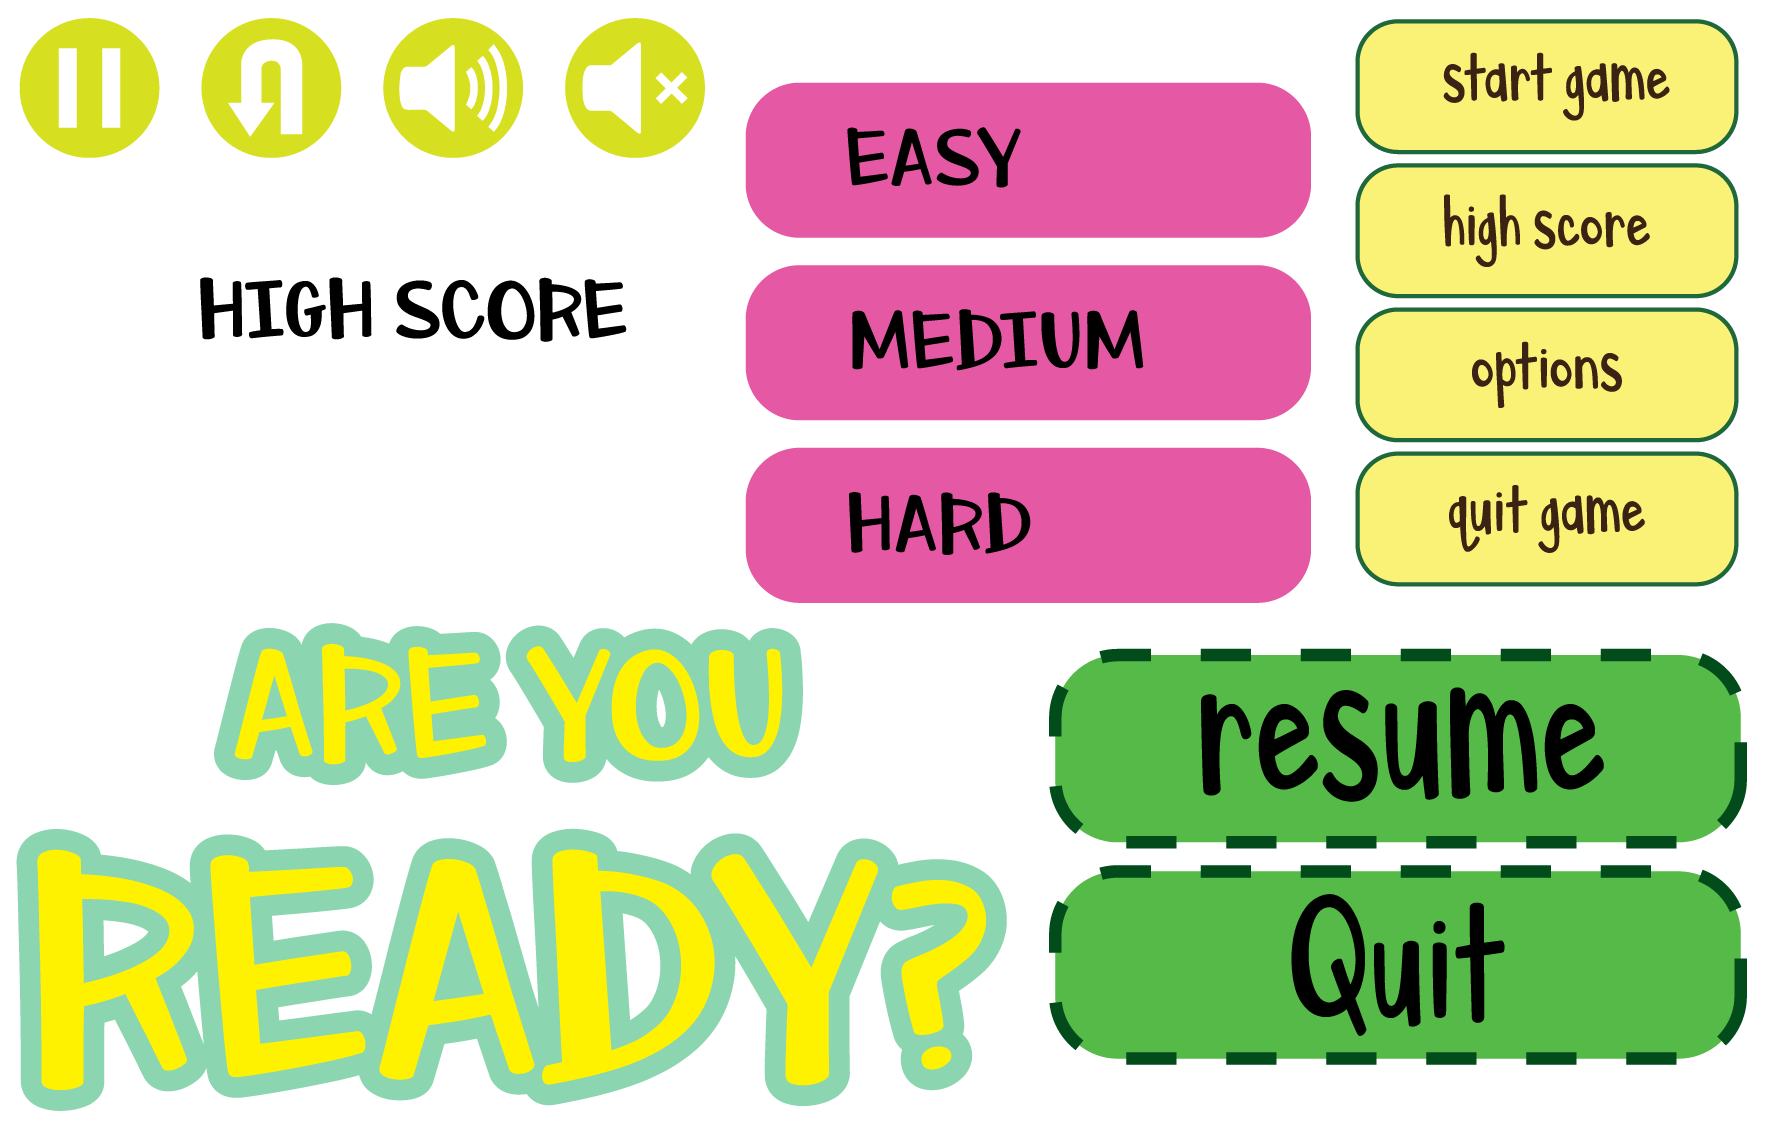 HIGH SCORE
EASY
MEDIUM
HARD
start game
high score
options
quit game
ARE YOU
READY?
resume
Quit